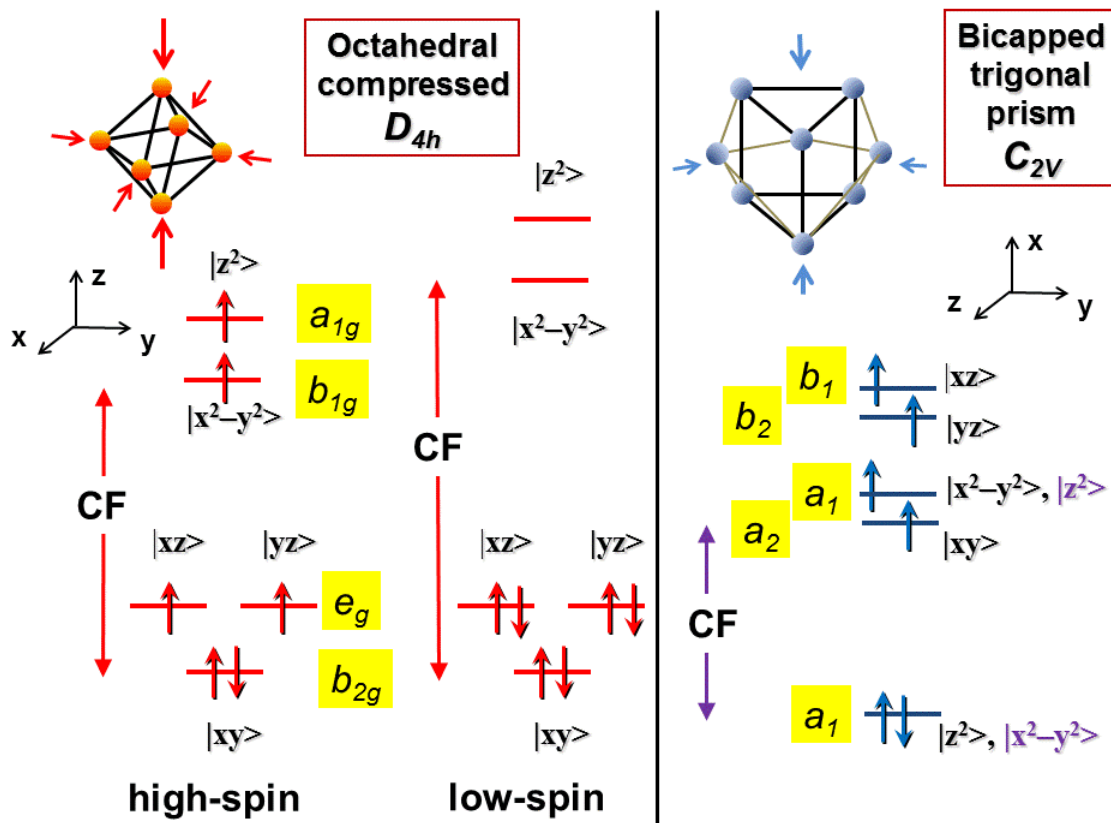 Octahedral
compressed
D4h
|z²>
|x²–y²>
z
x
y
|z²>
a1g
b1g
|x²–y²>
CF
CF
|xz>
|yz>
eg
b2g
|xy>
|xz>
|yz>
|xy>
high-spin
low-spin
Bicapped
trigonal
prism
C2V
x
z
y
b1
|xz>
b2
|yz>
a1
|x²–y²>, |z²>
a2
|xy>
CF
a1
|z²>, |x²–y²>